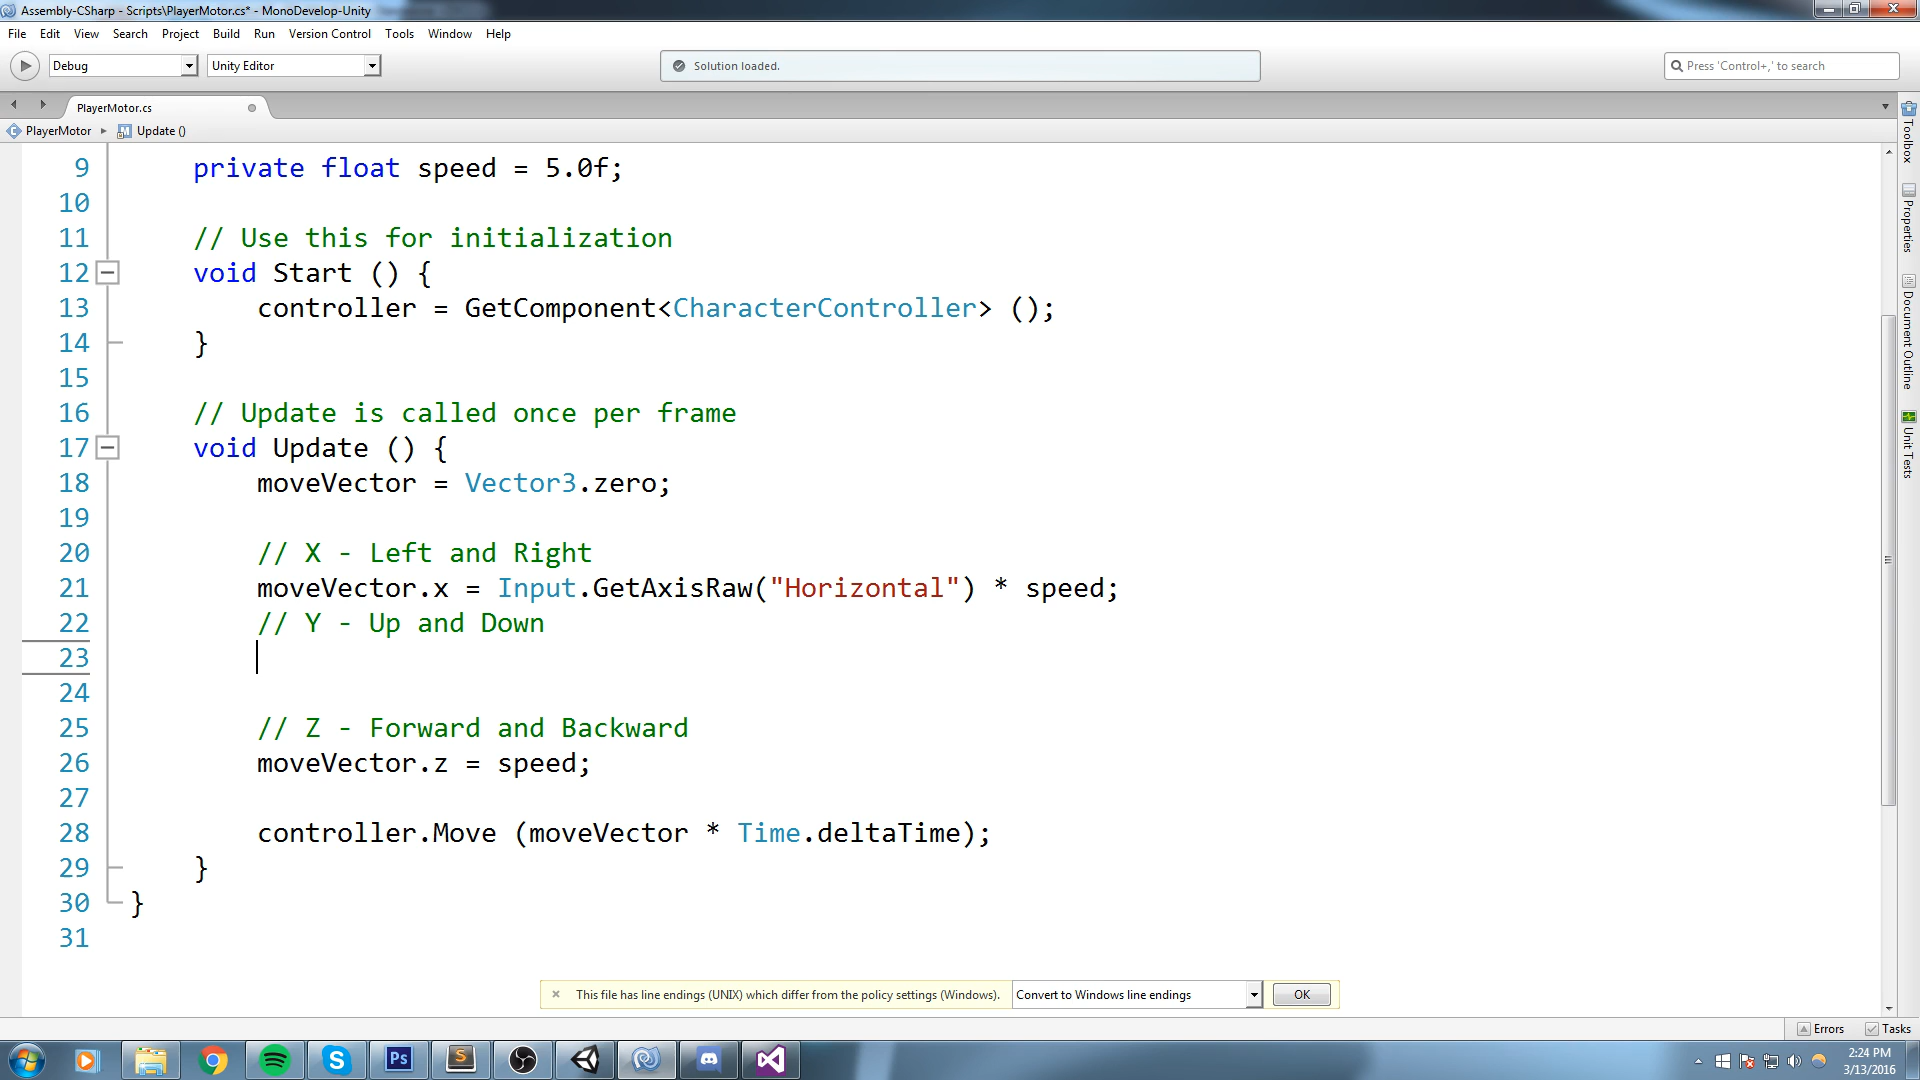 Assembly-CSharp - Scripts\PlayerMotor.cs* - MonoDevelop-Unity
File Edit View Search Project Build Run Version Control Tools Window Help
Debug Unity Editor Solution loaded. Press 'Control+,' to search
PlayerMotor.cs
PlayerMotor Update ()
9 private float speed = 5.0f;
10
11 // Use this for initialization
12 void Start () {
13 controller = GetComponent<CharacterController> ();
14 }
15
16 // Update is called once per frame
17 void Update () {
18 moveVector = Vector3.zero;
19
20 // X - Left and Right
21 moveVector.x = Input.GetAxisRaw("Horizontal") * speed;
22 // Y - Up and Down
23
24
25 // Z - Forward and Backward
26 moveVector.z = speed;
27
28 controller.Move (moveVector * Time.deltaTime);
29 }
30 }
31
Toolbox
Properties
Document Outline
Unit Tests
This file has line endings (UNIX) which differ from the policy settings (Windows). Convert to Windows line endings OK
Errors Tasks
Ps S
2:24 PM
3/13/2016